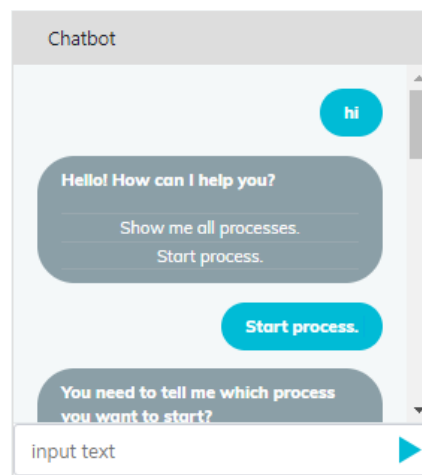 Chatbot
hi
Hello! How can I help you?
Show me all processes.
Start process.
Start process.
You need to tell me which process
you want to start?
input text